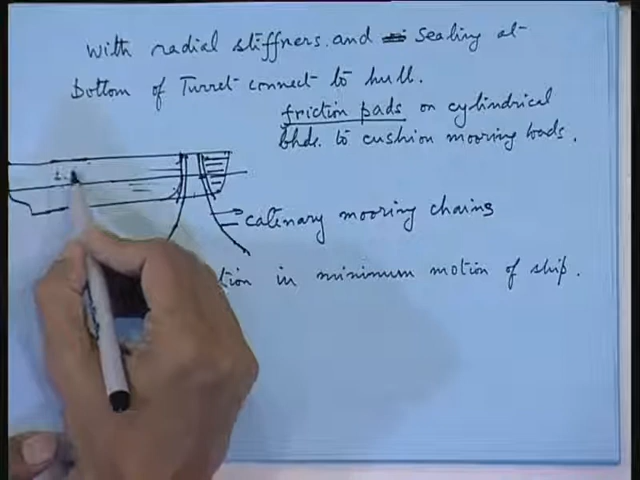 with radial stiffners. and sealing at
bottom of Turret connect to hull.
friction pads on cylindrical
bhds. to cushion mooring loads.
catenary mooring chains
tion in minimum motion of ship.